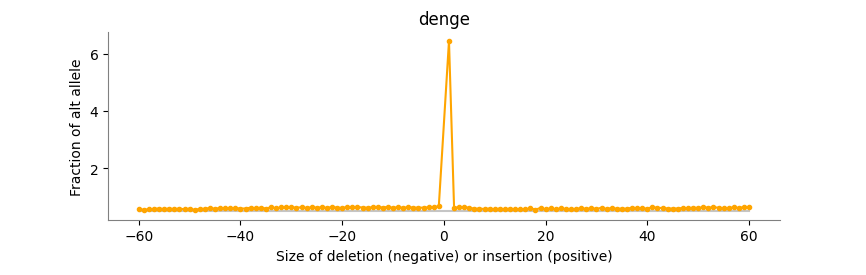 denge
Fraction of alt allele
6
4
2
−60 −40 −20 0 20 40 60
Size of deletion (negative) or insertion (positive)